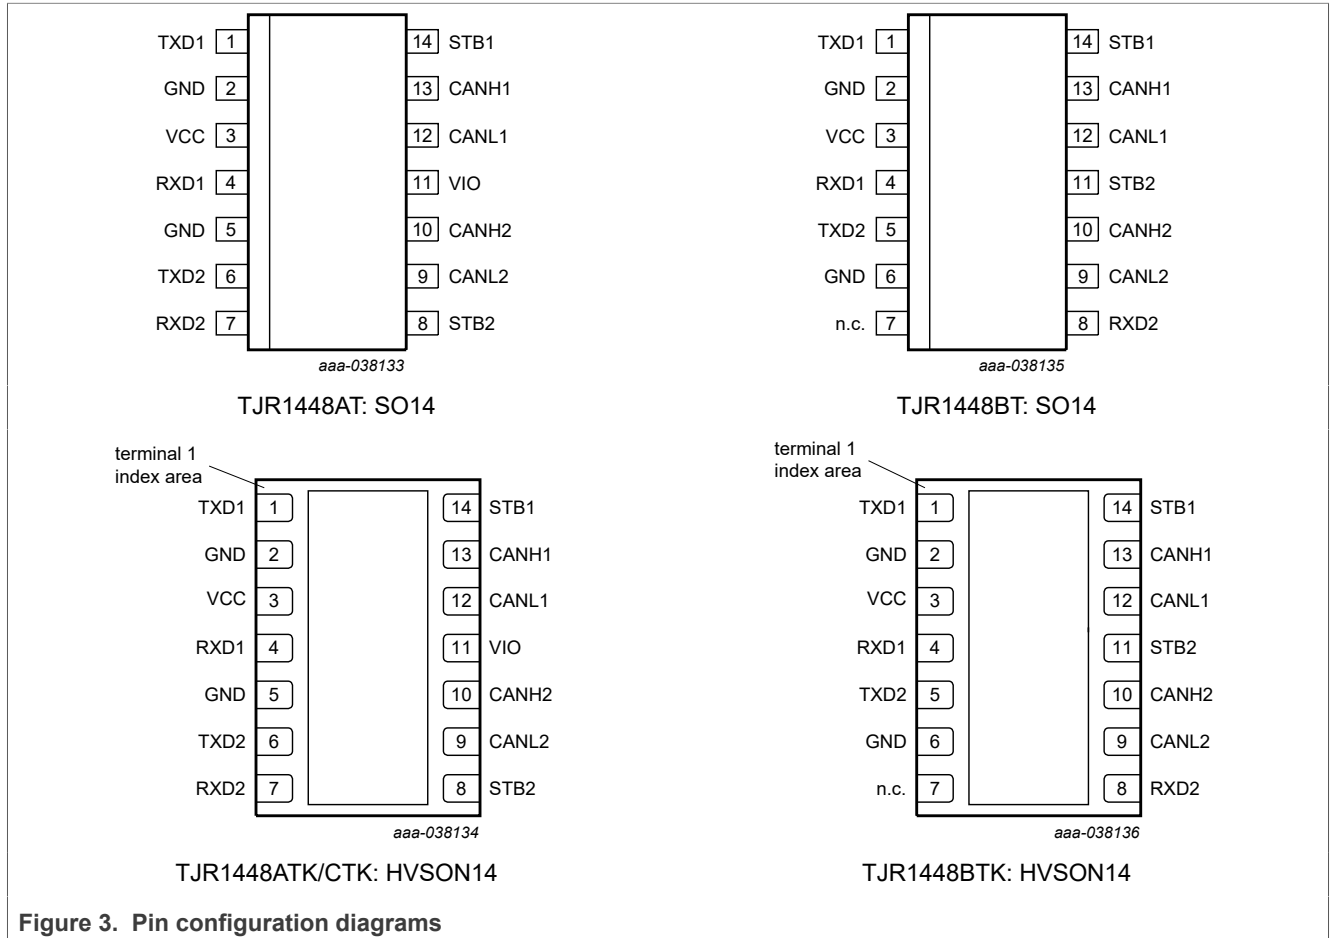 TXD1 1 14 STB1
GND 2 13 CANH1
VCC 3 12 CANL1
RXD1 4 11 VIO
GND 5 10 CANH2
TXD2 6 9 CANL2
RXD2 7 8 STB2
aaa-038133
TJR1448AT: SO14
TXD1 1 14 STB1
GND 2 13 CANH1
VCC 3 12 CANL1
RXD1 4 11 STB2
TXD2 5 10 CANH2
GND 6 9 CANL2
n.c. 7 8 RXD2
aaa-038135
TJR1448BT: SO14
terminal 1
index area
TXD1 1 14 STB1
GND 2 13 CANH1
VCC 3 12 CANL1
RXD1 4 11 VIO
GND 5 10 CANH2
TXD2 6 9 CANL2
RXD2 7 8 STB2
aaa-038134
TJR1448ATK/CTK: HVSON14
terminal 1
index area
TXD1 1 14 STB1
GND 2 13 CANH1
VCC 3 12 CANL1
RXD1 4 11 STB2
TXD2 5 10 CANH2
GND 6 9 CANL2
n.c. 7 8 RXD2
aaa-038136
TJR1448BTK: HVSON14
Figure 3. Pin configuration diagrams